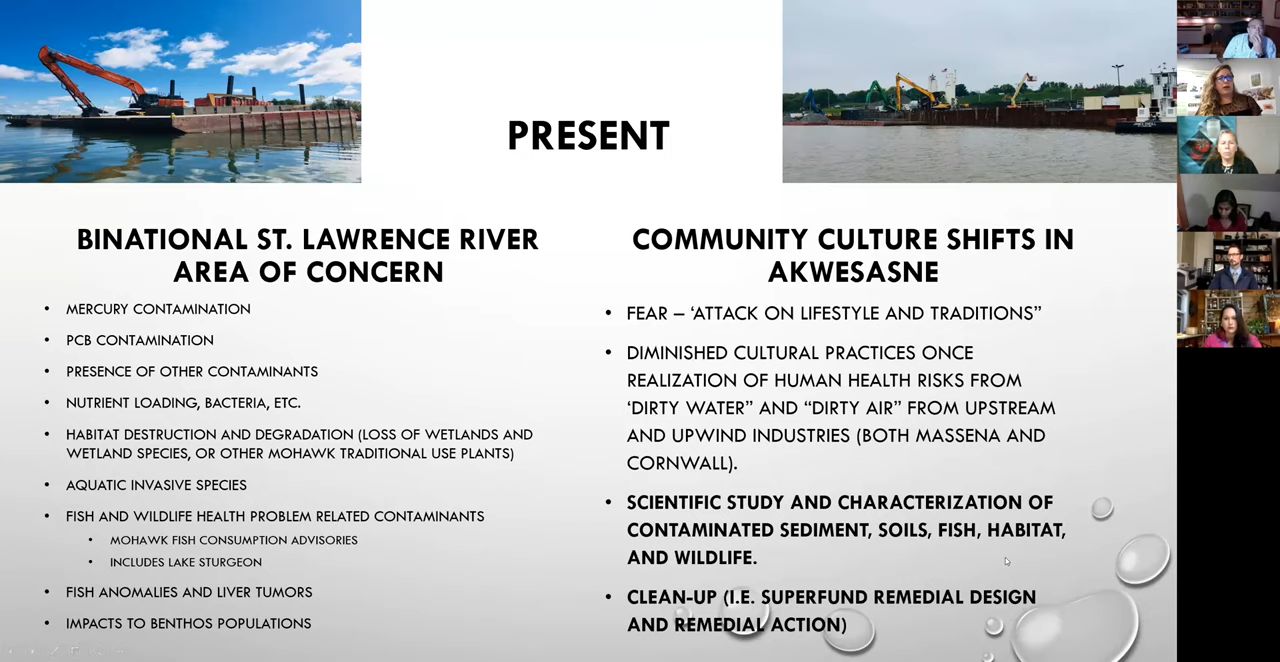 PRESENT
BINATIONAL ST. LAWRENCE RIVER
AREA OF CONCERN
• MERCURY CONTAMINATION
• PCB CONTAMINATION
• PRESENCE OF OTHER CONTAMINANTS
• NUTRIENT LOADING, BACTERIA, ETC.
• HABITAT DESTRUCTION AND DEGRADATION (LOSS OF WETLANDS AND
WETLAND SPECIES, OR OTHER MOHAWK TRADITIONAL USE PLANTS)
• AQUATIC INVASIVE SPECIES
• FISH AND WILDLIFE HEALTH PROBLEM RELATED CONTAMINANTS
• MOHAWK FISH CONSUMPTION ADVISORIES
• INCLUDES LAKE STURGEON
• FISH ANOMALIES AND LIVER TUMORS
• IMPACTS TO BENTHOS POPULATIONS
COMMUNITY CULTURE SHIFTS IN
AKWESASNE
• FEAR – ‘ATTACK ON LIFESTYLE AND TRADITIONS”
• DIMINISHED CULTURAL PRACTICES ONCE
REALIZATION OF HUMAN HEALTH RISKS FROM
‘DIRTY WATER” AND “DIRTY AIR” FROM UPSTREAM
AND UPWIND INDUSTRIES (BOTH MASSENA AND
CORNWALL).
• SCIENTIFIC STUDY AND CHARACTERIZATION OF
CONTAMINATED SEDIMENT, SOILS, FISH, HABITAT,
AND WILDLIFE.
• CLEAN-UP (I.E. SUPERFUND REMEDIAL DESIGN
AND REMEDIAL ACTION)